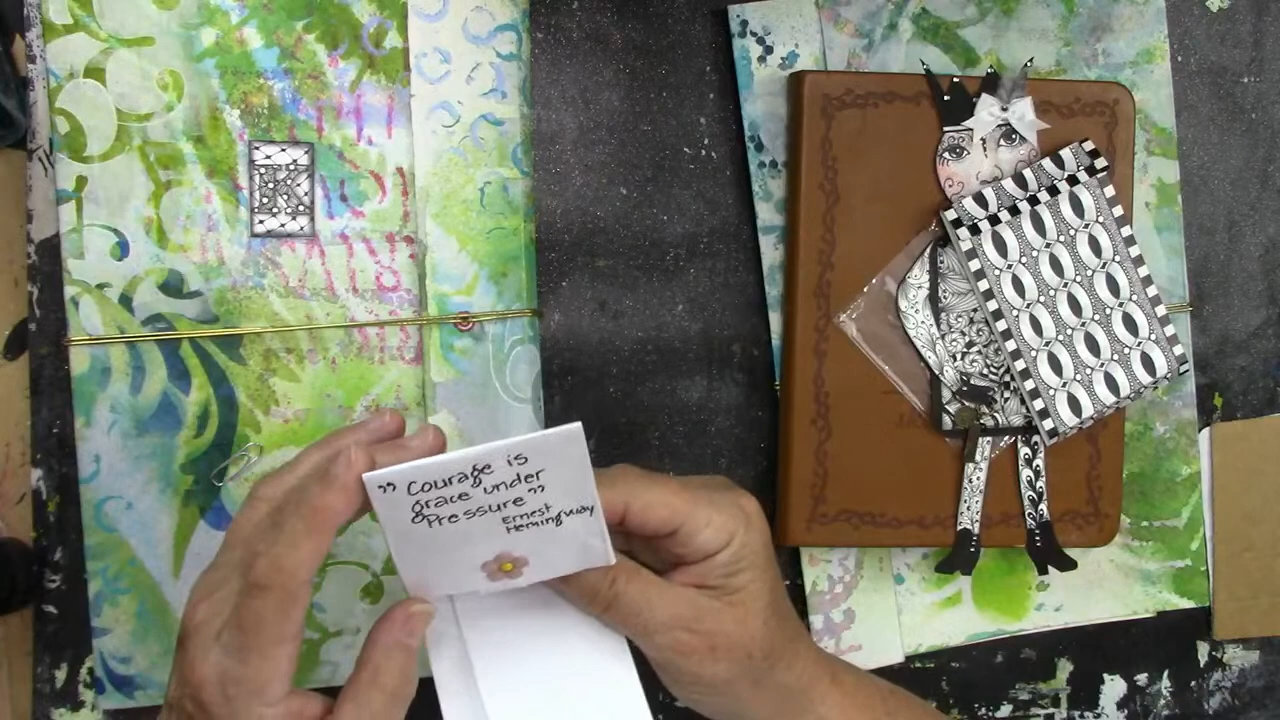 " Courage is
grace under
Pressure"
Ernest
Hemingway